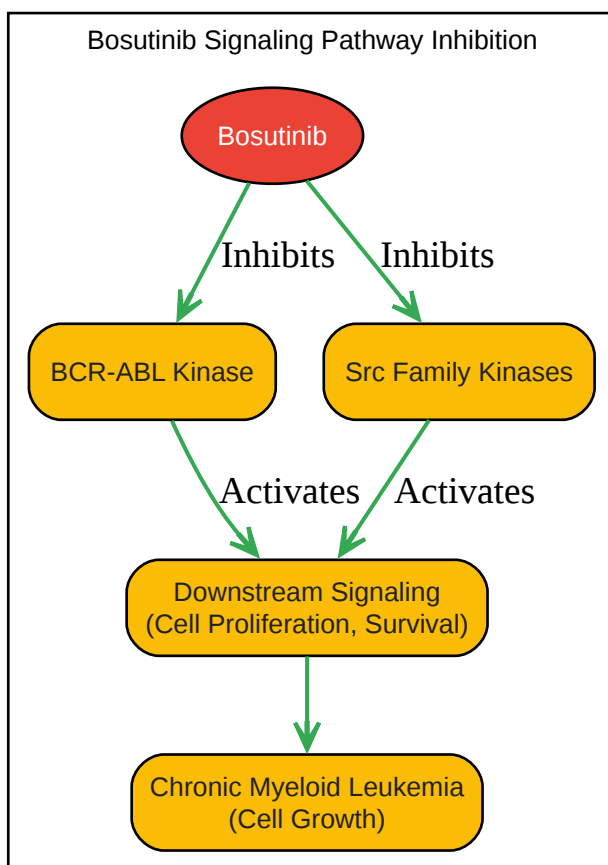 Bosutinib Signaling Pathway Inhibition
Bosutinib
Inhibits
Inhibits
BCR-ABL Kinase
Src Family Kinases
Activates
Activates
Downstream Signaling
(Cell Proliferation, Survival)
Chronic Myeloid Leukemia
(Cell Growth)